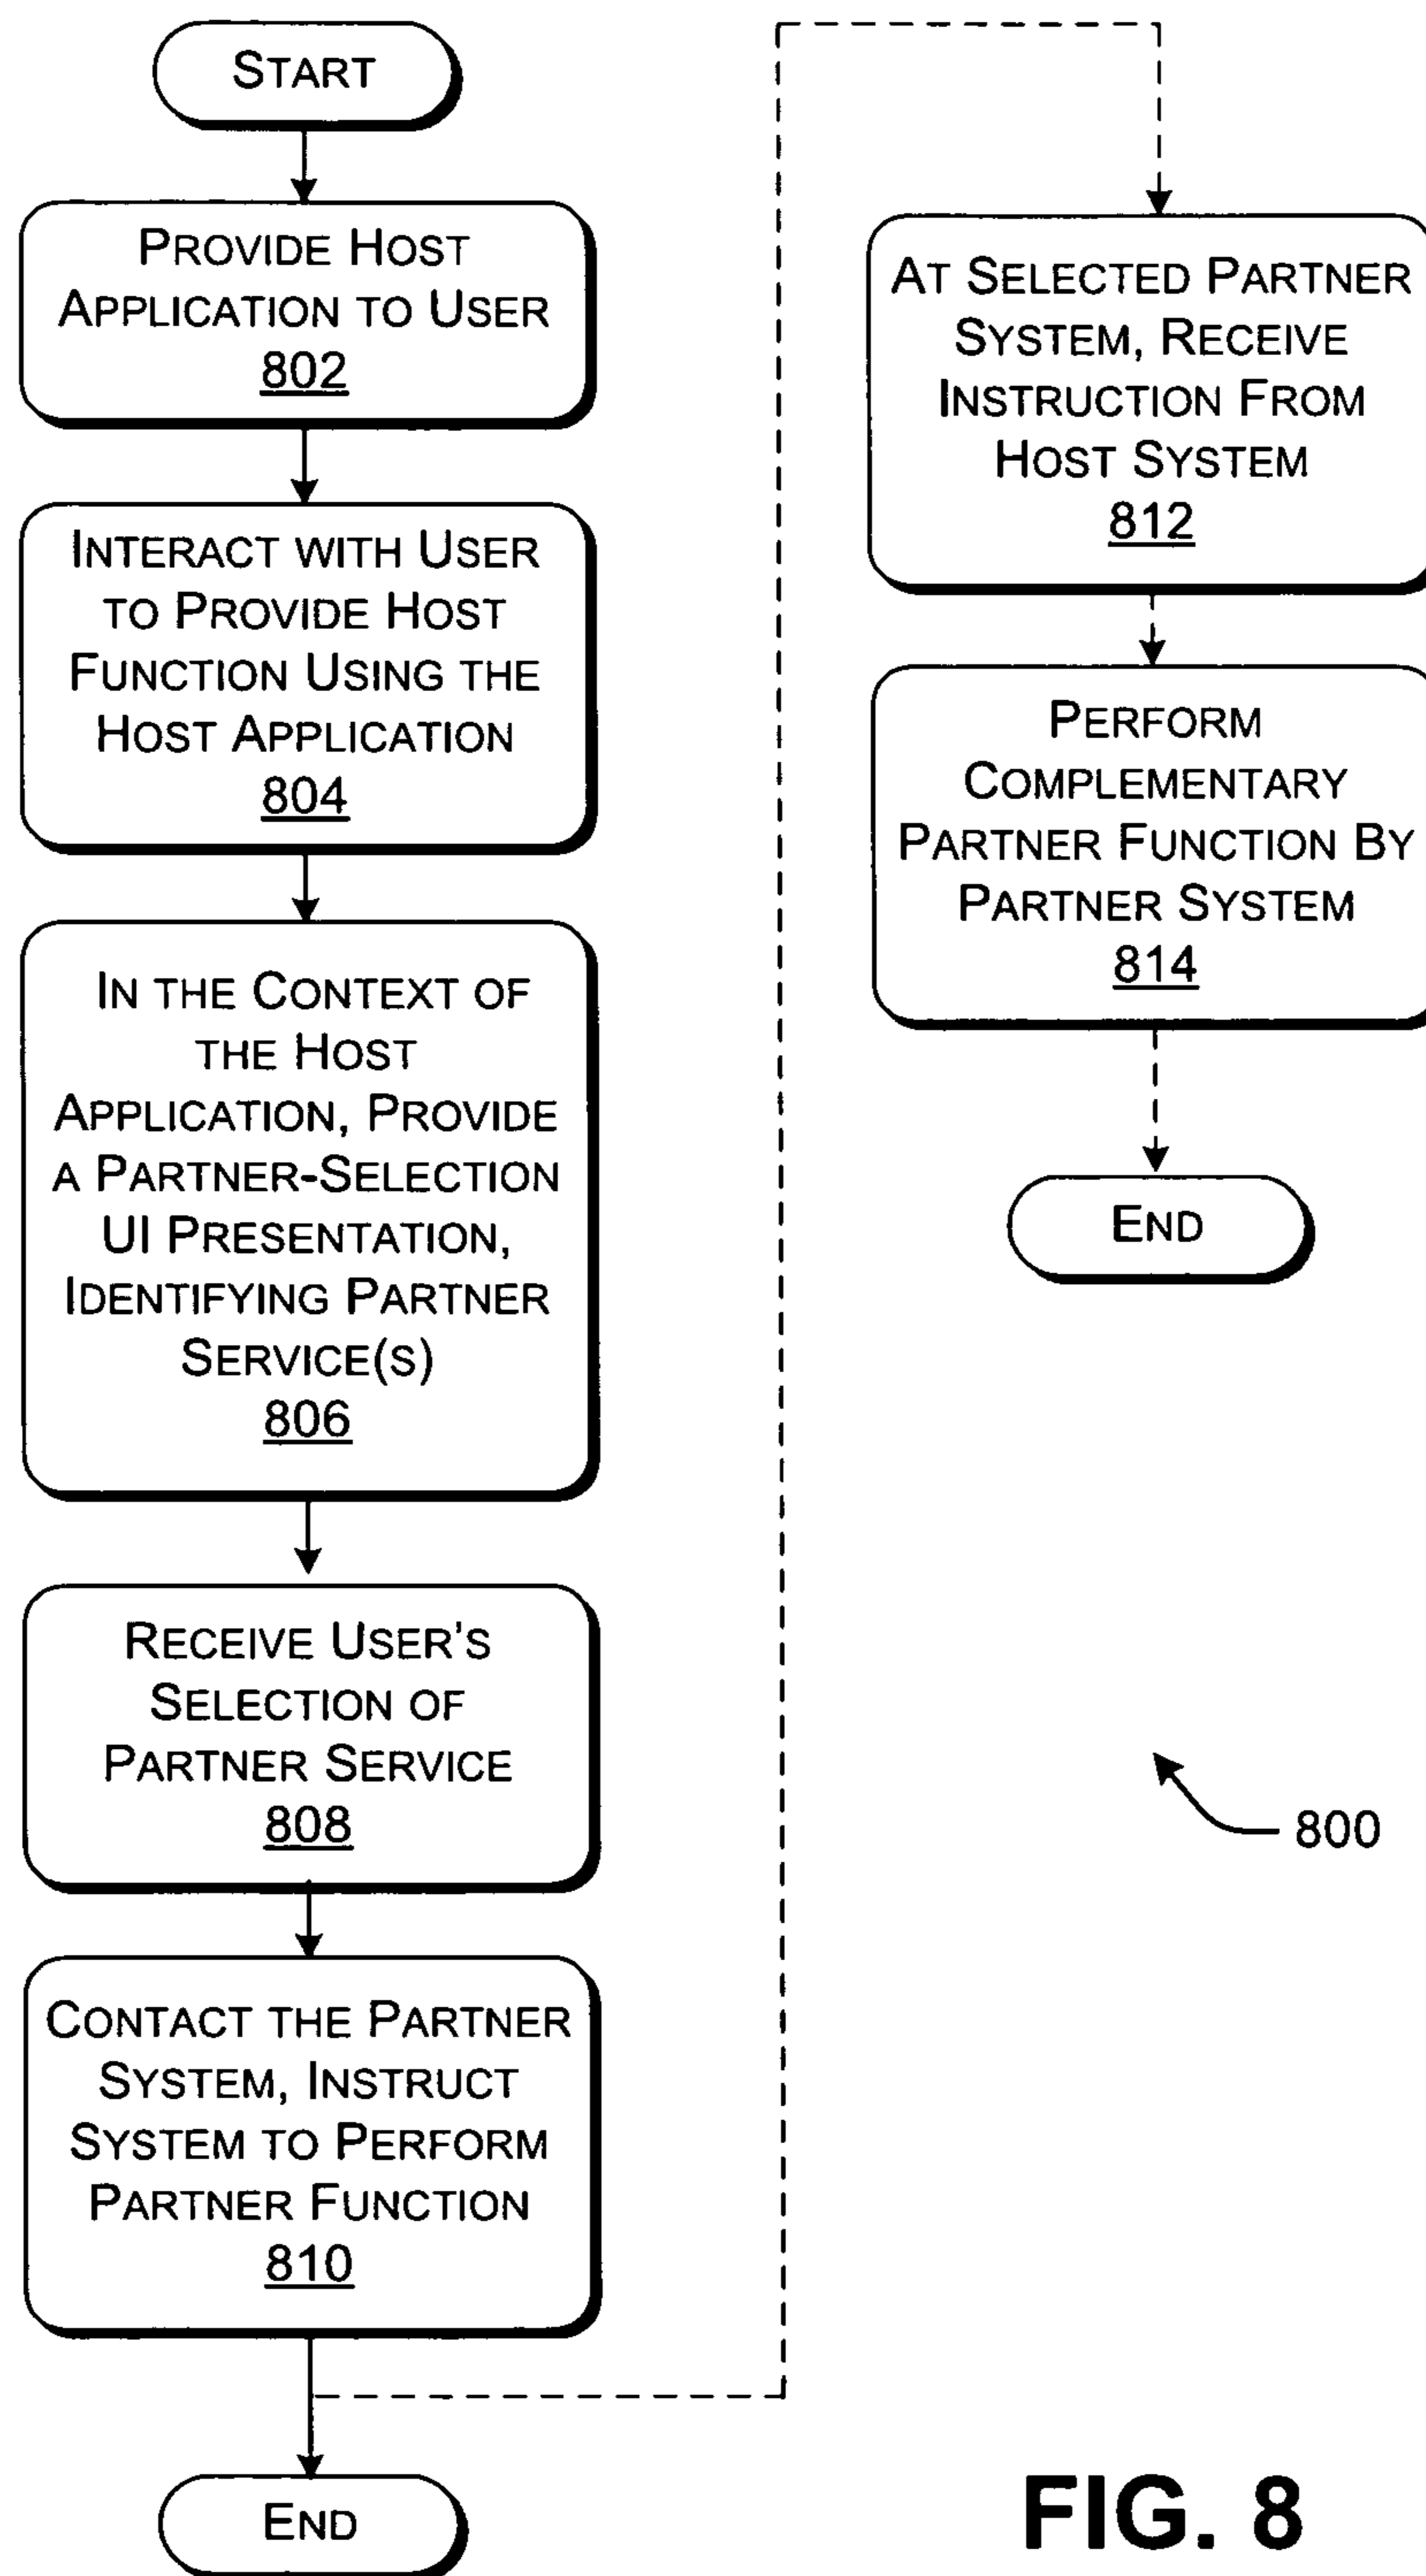 START
PROVIDE HOST
APPLICATION TO USER
802
INTERACT WITH USER
TO PROVIDE HOST
FUNCTION USING THE
HOST APPLICATION
804
IN THE CONTEXT OF
THE HOST
APPLICATION, PROVIDE
A PARTNER-SELECTION
UI PRESENTATION,
IDENTIFYING PARTNER
SERVICE(S)
806
RECEIVE USER'S
SELECTION OF
PARTNER SERVICE
808
CONTACT THE PARTNER
SYSTEM, INSTRUCT
SYSTEM TO PERFORM
PARTNER FUNCTION
810
END
AT SELECTED PARTNER
SYSTEM, RECEIVE
INSTRUCTION FROM
HOST SYSTEM
812
PERFORM
COMPLEMENTARY
PARTNER FUNCTION BY
PARTNER SYSTEM
814
END
800
FIG. 8